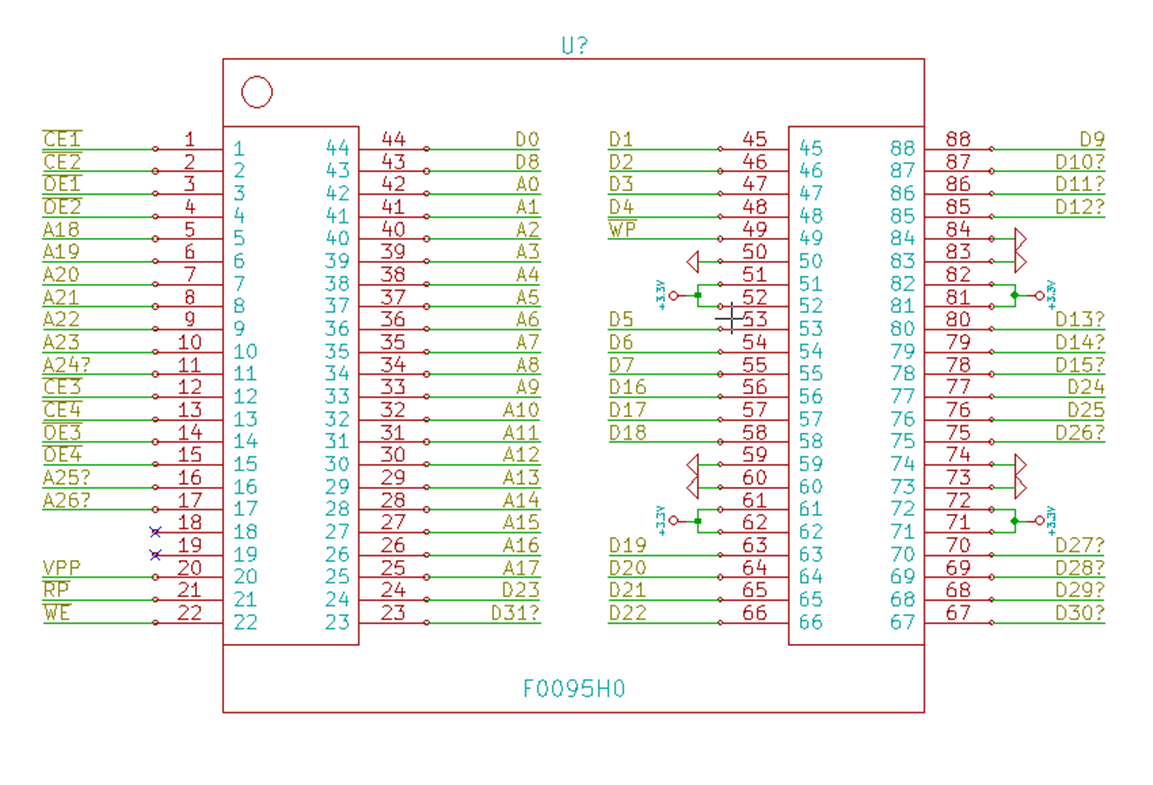 U?
CE1 1 1 44 44 D0 D1 45 45 88 88 D9
CE2 2 2 43 43 D8 D2 46 46 87 87 D10?
OE1 3 3 42 42 A0 D3 47 47 86 86 D11?
OE2 4 4 41 41 A1 D4 48 48 85 85 D12?
A18 5 5 40 40 A2 WP 49 49 84 84
A19 6 6 39 39 A3 50 50 83 83
A20 7 7 38 38 A4 51 51 82 82
A21 8 8 37 37 A5 +3.3V 52 52 81 81 +3.3V
A22 9 9 36 36 A6 D5 53 53 80 80 D13?
A23 10 10 35 35 A7 D6 54 54 79 79 D14?
A24? 11 11 34 34 A8 D7 55 55 78 78 D15?
CE3 12 12 33 33 A9 D16 56 56 77 77 D24
CE4 13 13 32 32 A10 D17 57 57 76 76 D25
OE3 14 14 31 31 A11 D18 58 58 75 75 D26?
OE4 15 15 30 30 A12 59 59 74 74
A25? 16 16 29 29 A13 60 60 73 73
A26? 17 17 28 28 A14 61 61 72 72
18 18 27 27 A15 +3.3V 62 62 71 71 +3.3V
19 19 26 26 A16 D19 63 63 70 70 D27?
VPP 20 20 25 25 A17 D20 64 64 69 69 D28?
RP 21 21 24 24 D23 D21 65 65 68 68 D29?
WE 22 22 23 23 D31? D22 66 66 67 67 D30?
F0095H0